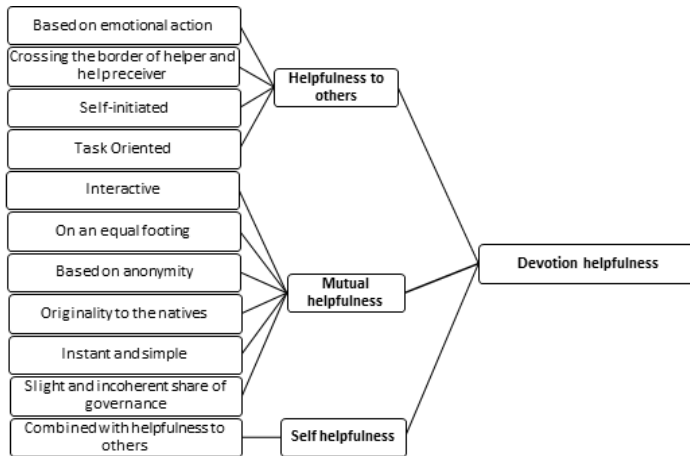 Based on emotional action
Crossing the border of helper and
help receiver
Self-initiated
Task Oriented
Interactive
On an equal footing
Based on anonymity
Originality to the natives
Instant and simple
Slight and incoherent share of
governance
Combined with helpfulness to
others
Helpfulness to
others
Mutual
helpfulness
Self helpfulness
Devotion helpfulness